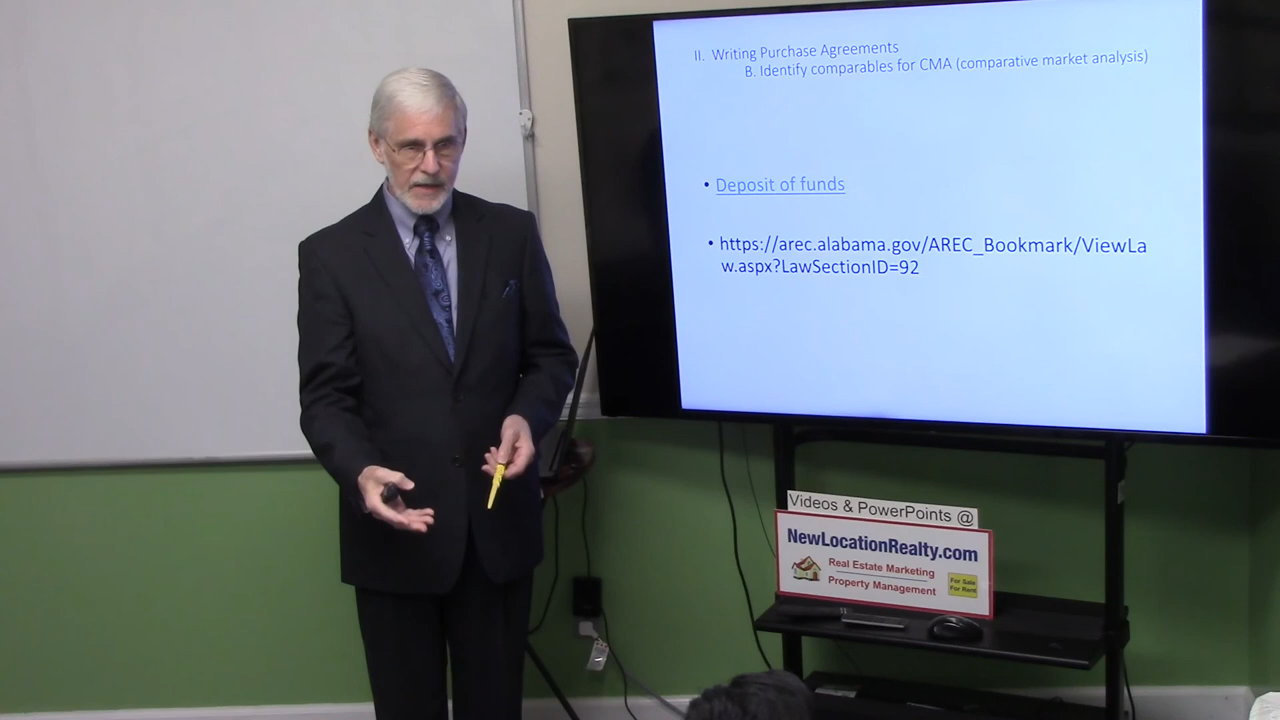 II. Writing Purchase Agreements
B. Identify comparables for CMA (comparative market analysis)
• Deposit of funds
• https://arec.alabama.gov/AREC_Bookmark/ViewLa
w.aspx?LawSectionID=92
Videos & PowerPoints @
NewLocationRealty.com
Real Estate Marketing
Property Management
For Sale
For Rent